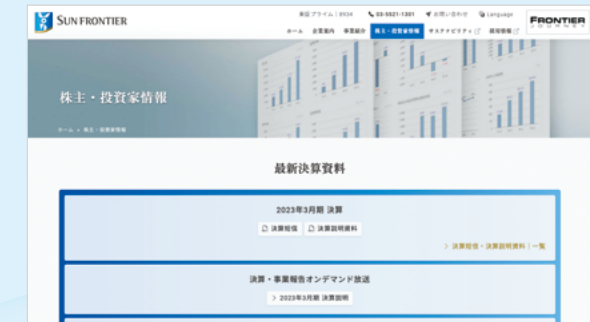 SUN FRONTIER
東証プライム｜8934 03-5521-1301 お問い合わせ Language
FRONTIER
JOURNEY
ホーム 企業案内 事業紹介 株主・投資家情報 サステナビリティ 採用情報
株主・投資家情報
ホーム 株主・投資家情報
最新決算資料
2023年3月期 決算
決算短信 決算説明資料
> 決算短信・決算説明資料｜一覧
決算・事業報告オンデマンド放送
> 2023年3月期 決算説明